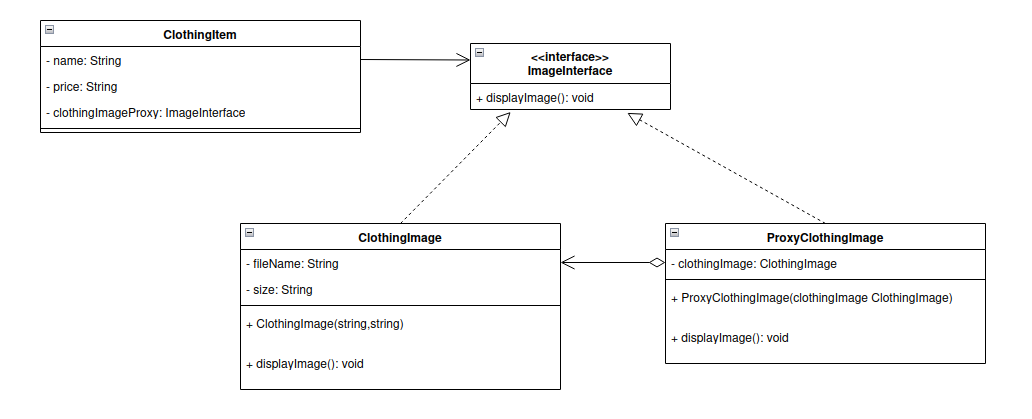 ClothingItem
- name: String
- price: String
- clothingImageProxy: ImageInterface
<<interface>>
ImageInterface
+ displayImage(): void
ClothingImage
- fileName: String
- size: String
+ ClothingImage(string,string)
+ displayImage(): void
ProxyClothingImage
- clothingImage: ClothingImage
+ ProxyClothingImage(clothingImage ClothingImage)
+ displayImage(): void